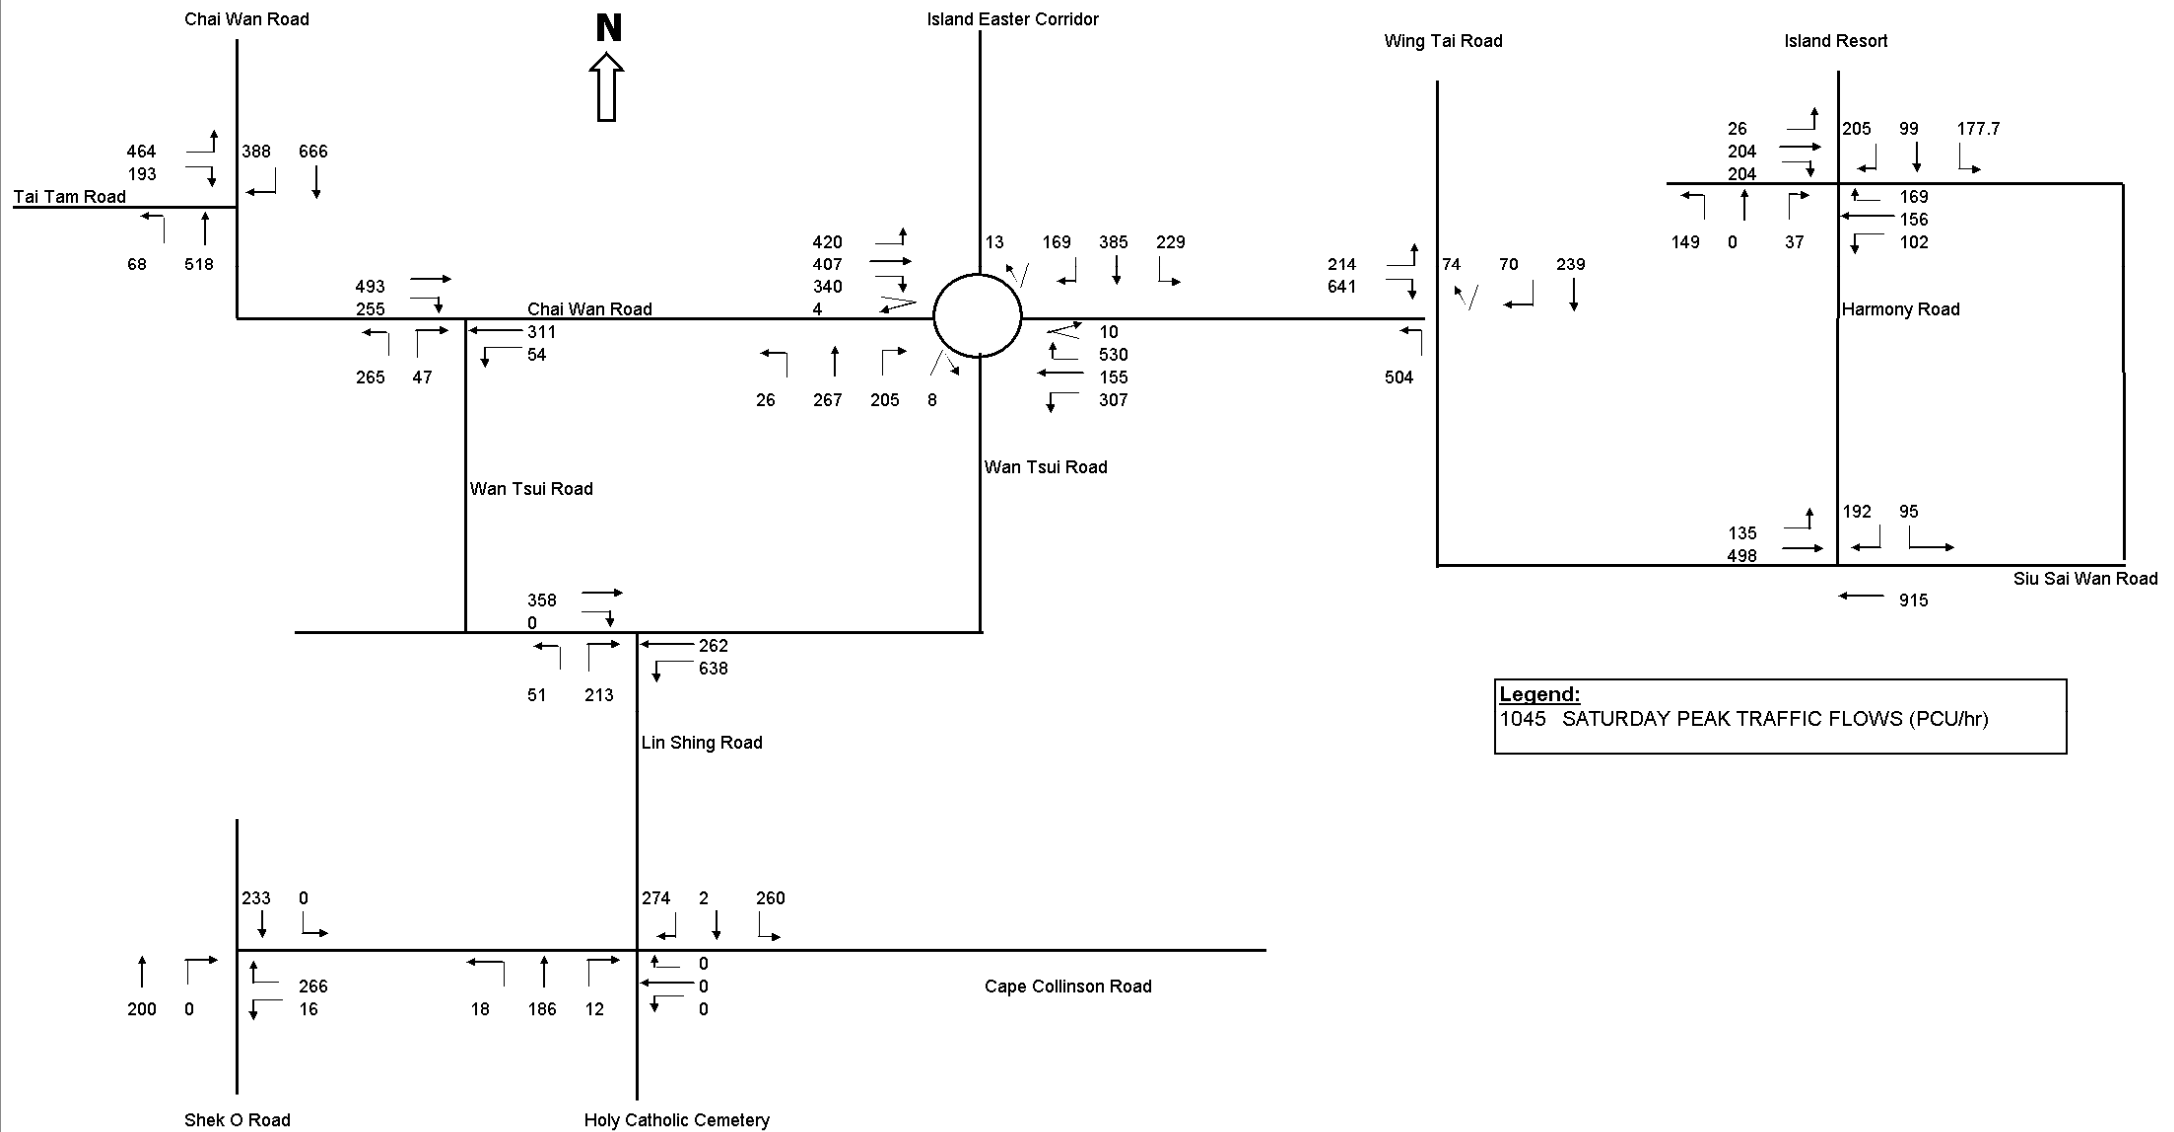 Chai Wan Road
N
Island Easter Corridor
Wing Tai Road
Island Resort
464
193
388 666
Tai Tam Road
68 518
26
204
204
205 99 177.7
169
156
102
149 0 37
493
255
Chai Wan Road
311
54
265 47
420
407
340
4
13 169 385 229
10
530
155
307
26 267 205 8
214
641
74 70 239
504
Harmony Road
Wan Tsui Road
Wan Tsui Road
135
498
192 95
Siu Sai Wan Road
915
358
0
262
638
51 213
Lin Shing Road
Legend:
1045 SATURDAY PEAK TRAFFIC FLOWS (PCU/hr)
233 0
274 2 260
266
16
200 0
18 186 12
0
0
0
Cape Collinson Road
Shek O Road
Holy Catholic Cemetery